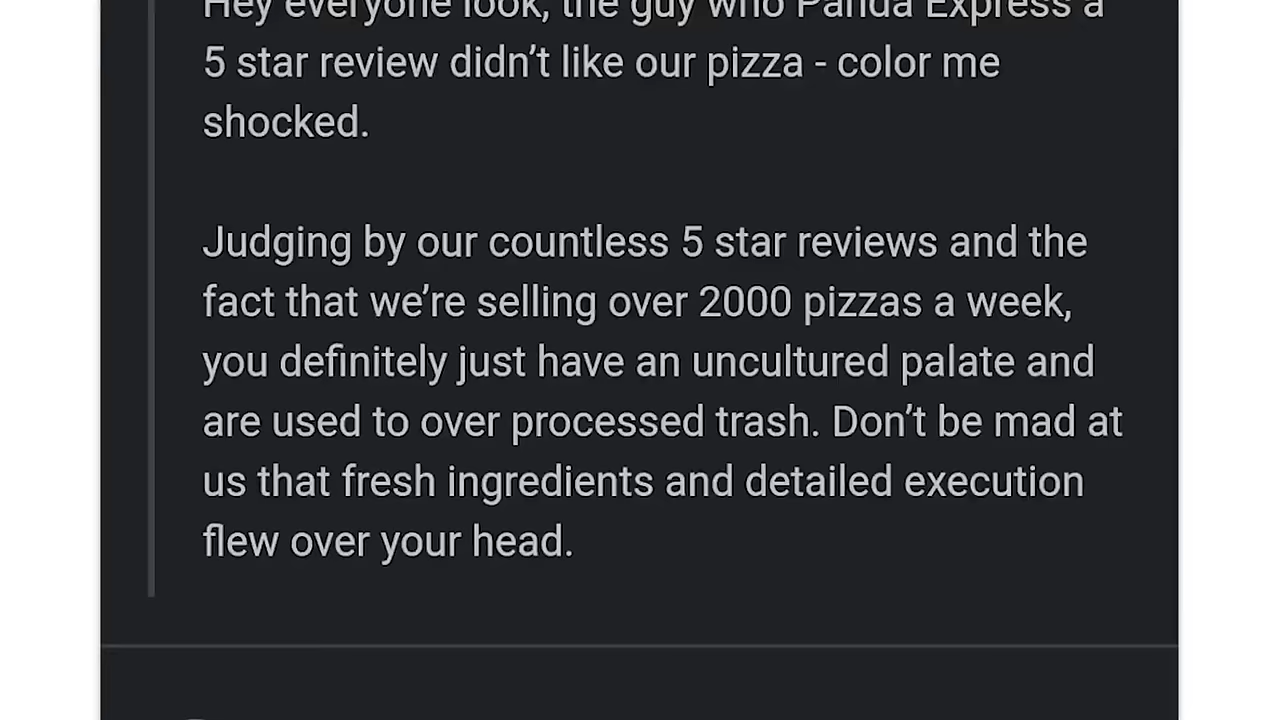 Hey everyone look, the guy who Panda Express a
5 star review didn’t like our pizza - color me
shocked.
Judging by our countless 5 star reviews and the
fact that we’re selling over 2000 pizzas a week,
you definitely just have an uncultured palate and
are used to over processed trash. Don’t be mad at
us that fresh ingredients and detailed execution
flew over your head.